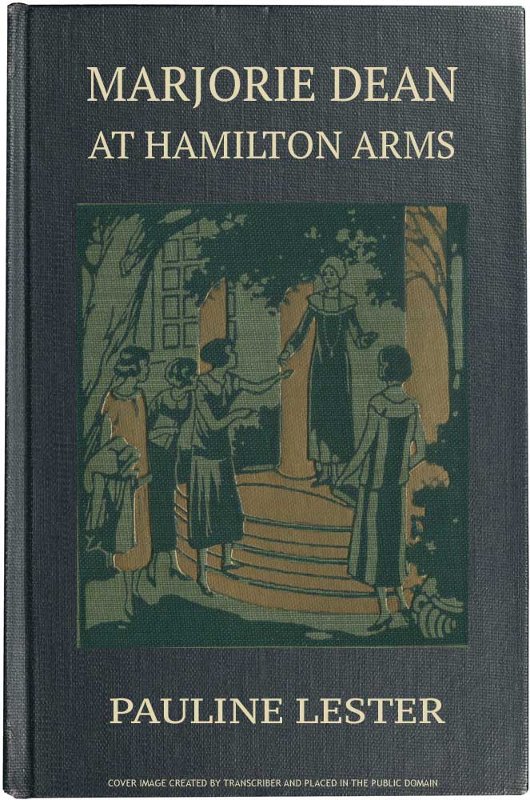 MARJORIE DEAN
AT HAMILTON ARMS
PAULINE LESTER
COVER IMAGE CREATED BY TRANSCRIBER AND PLACED IN THE PUBLIC DOMAIN